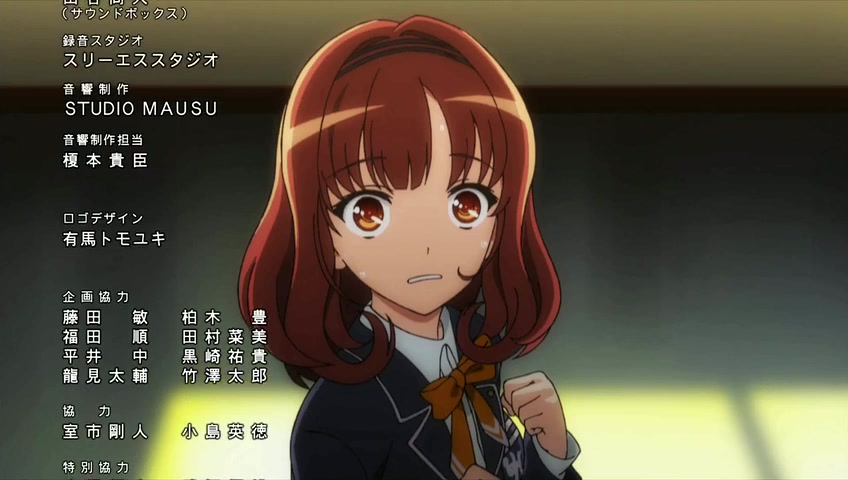 (サウンドボックス)
録音スタジオ
スリーエススタジオ
音響制作
STUDIO MAUSU
音響制作担当
榎本貴臣
ロゴデザイン
有馬トモユキ
企画協力
藤田 敏 柏木 豊
福田 順 田村菜美
平井 中 黒崎祐貴
龍見太輔 竹澤太郎
協 力
室市剛人 小島英徳
特別協力